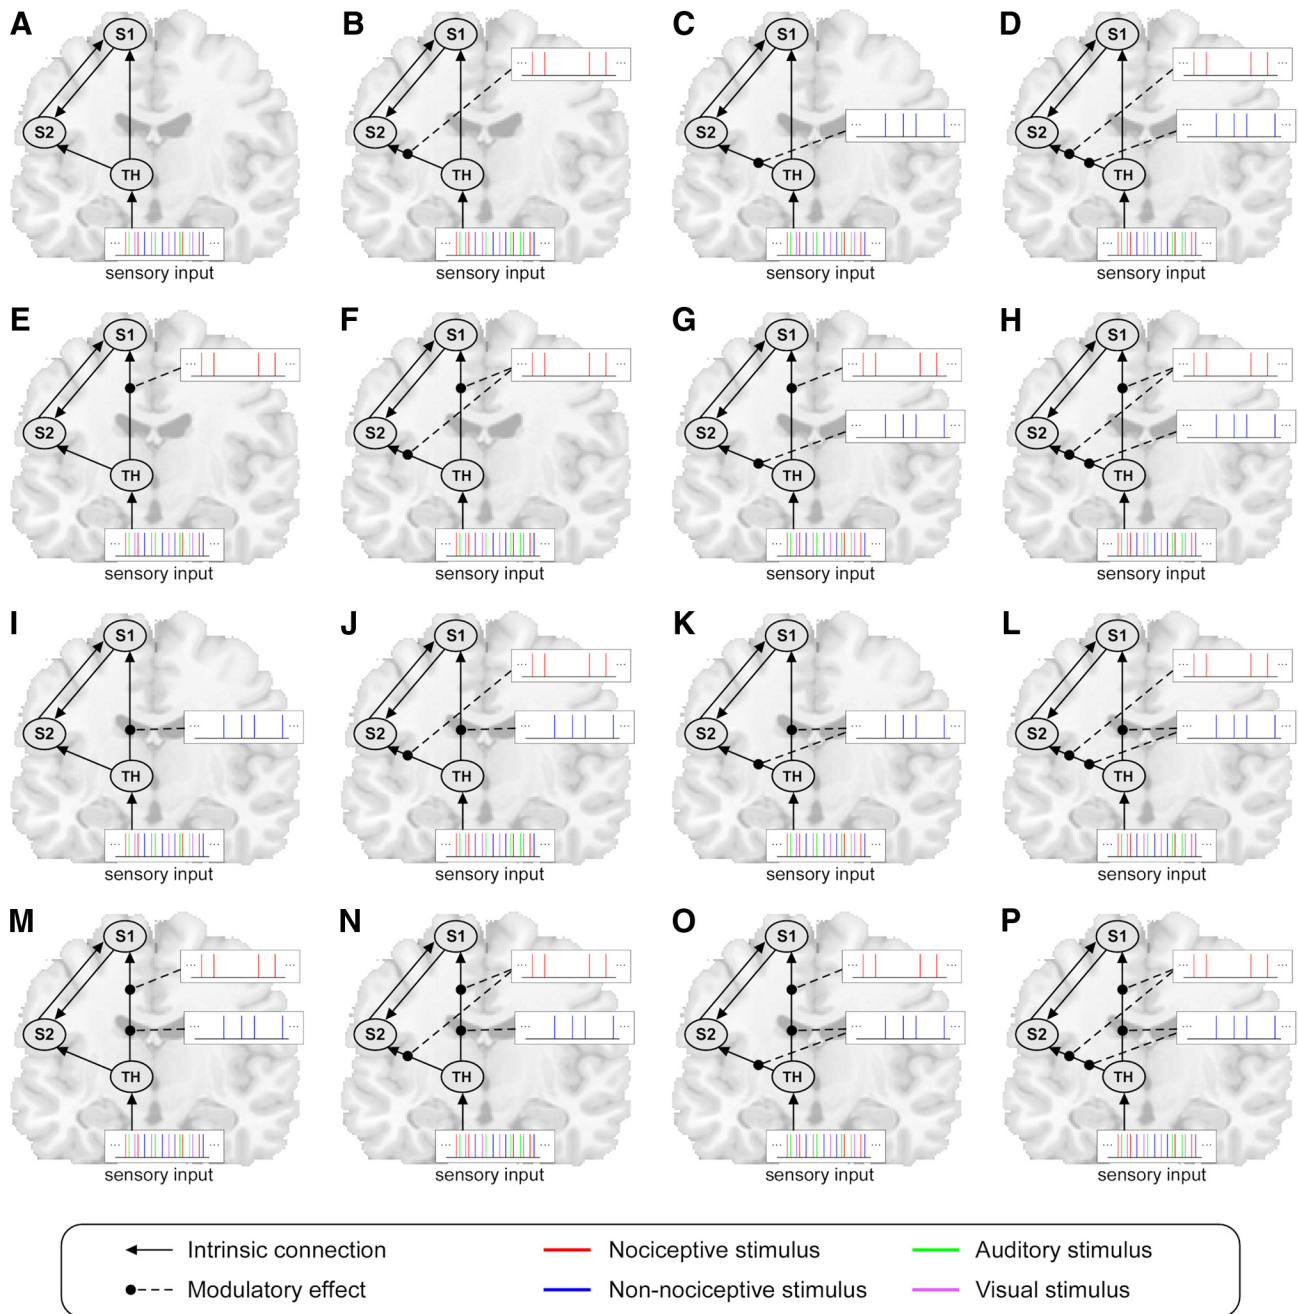 A B C D
S1 S1 S1 S1
... ... ... ... ... ...
S2 S2 S2 S2
TH TH TH TH
... ... ... ... ... ... ... ...
sensory input sensory input sensory input sensory input
E F G H
S1 S1 S1 S1
... ... ... ... ... ... ... ...
... ... ... ...
S2 S2 S2 S2
TH TH TH TH
... ... ... ... ... ... ... ...
sensory input sensory input sensory input sensory input
I J K L
S1 S1 S1 S1
... ... ... ...
S2 S2 S2 S2
... ... ... ... ... ... ... ...
TH TH TH TH
... ... ... ... ... ... ... ...
sensory input sensory input sensory input sensory input
M N O P
S1 S1 S1 S1
... ... ... ... ... ... ... ...
S2 S2 S2 S2
... ... ... ... ... ... ... ...
TH TH TH TH
... ... ... ... ... ... ... ...
sensory input sensory input sensory input sensory input
Intrinsic connection Nociceptive stimulus Auditory stimulus
Modulatory effect Non-nociceptive stimulus Visual stimulus